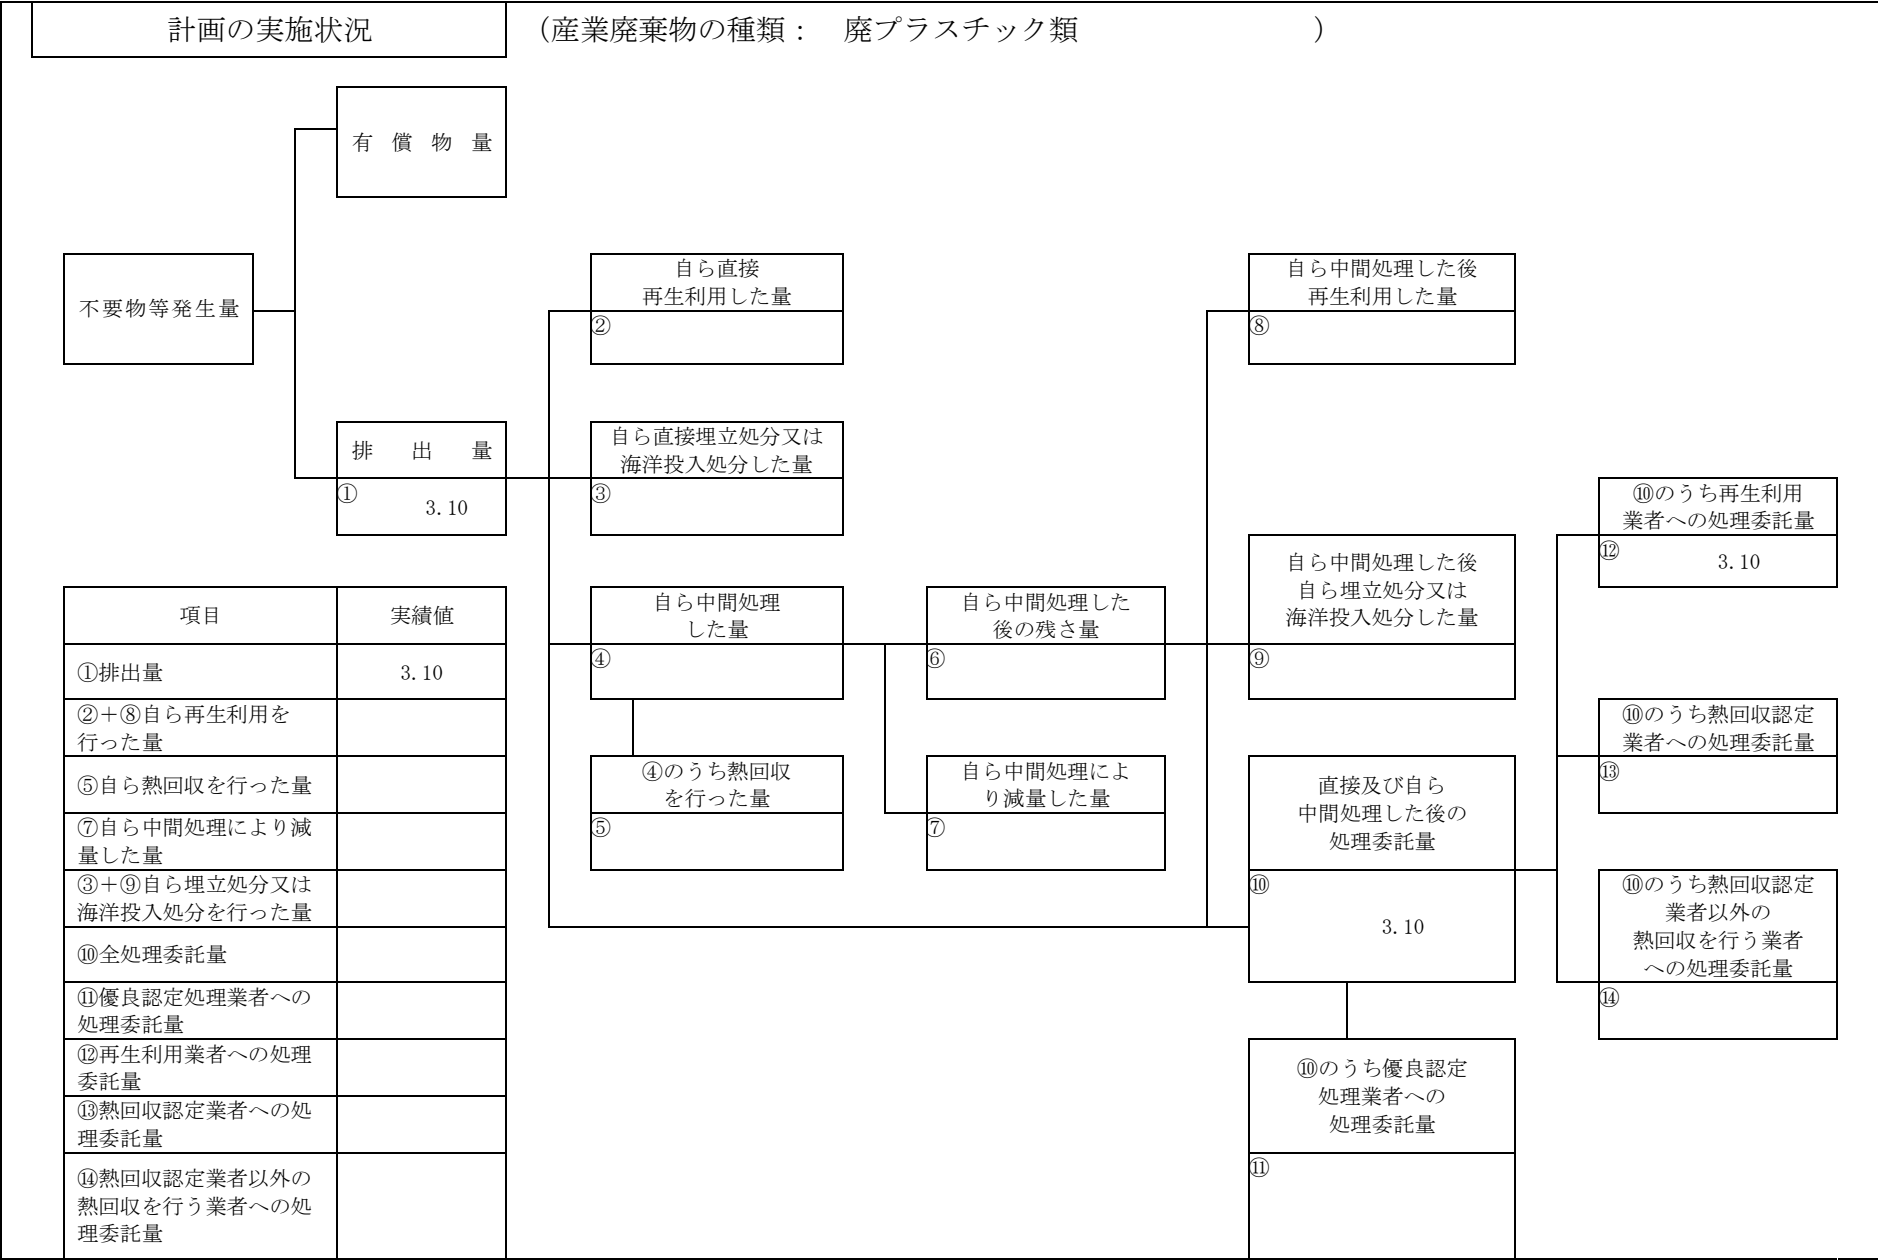 計画の実施状況
（産業廃棄物の種類：　廃プラスチック類　　　　　　　　）
有　償　物　量
不要物等発生量
自ら直接
再生利用した量
②
自ら中間処理した後
再生利用した量
⑧
排　出　量
①
3.10
自ら直接埋立処分又は
海洋投入処分した量
③
⑩のうち再生利用
業者への処理委託量
⑫
3.10
自ら中間処理した後
自ら埋立処分又は
海洋投入処分した量
⑨
自ら中間処理
した量
④
自ら中間処理した
後の残さ量
⑥
⑩のうち熱回収認定
業者への処理委託量
⑬
④のうち熱回収
を行った量
⑤
自ら中間処理によ
り減量した量
⑦
直接及び自ら
中間処理した後の
処理委託量
⑩
3.10
⑩のうち熱回収認定
業者以外の
熱回収を行う業者
への処理委託量
⑭
⑩のうち優良認定
処理業者への
処理委託量
⑪
項目　実績値
①排出量　3.10
②＋⑧自ら再生利用を
行った量
⑤自ら熱回収を行った量
⑦自ら中間処理により減
量した量
③＋⑨自ら埋立処分又は
海洋投入処分を行った量
⑩全処理委託量
⑪優良認定処理業者への
処理委託量
⑫再生利用業者への処理
委託量
⑬熱回収認定業者への処
理委託量
⑭熱回収認定業者以外の
熱回収を行う業者への処
理委託量